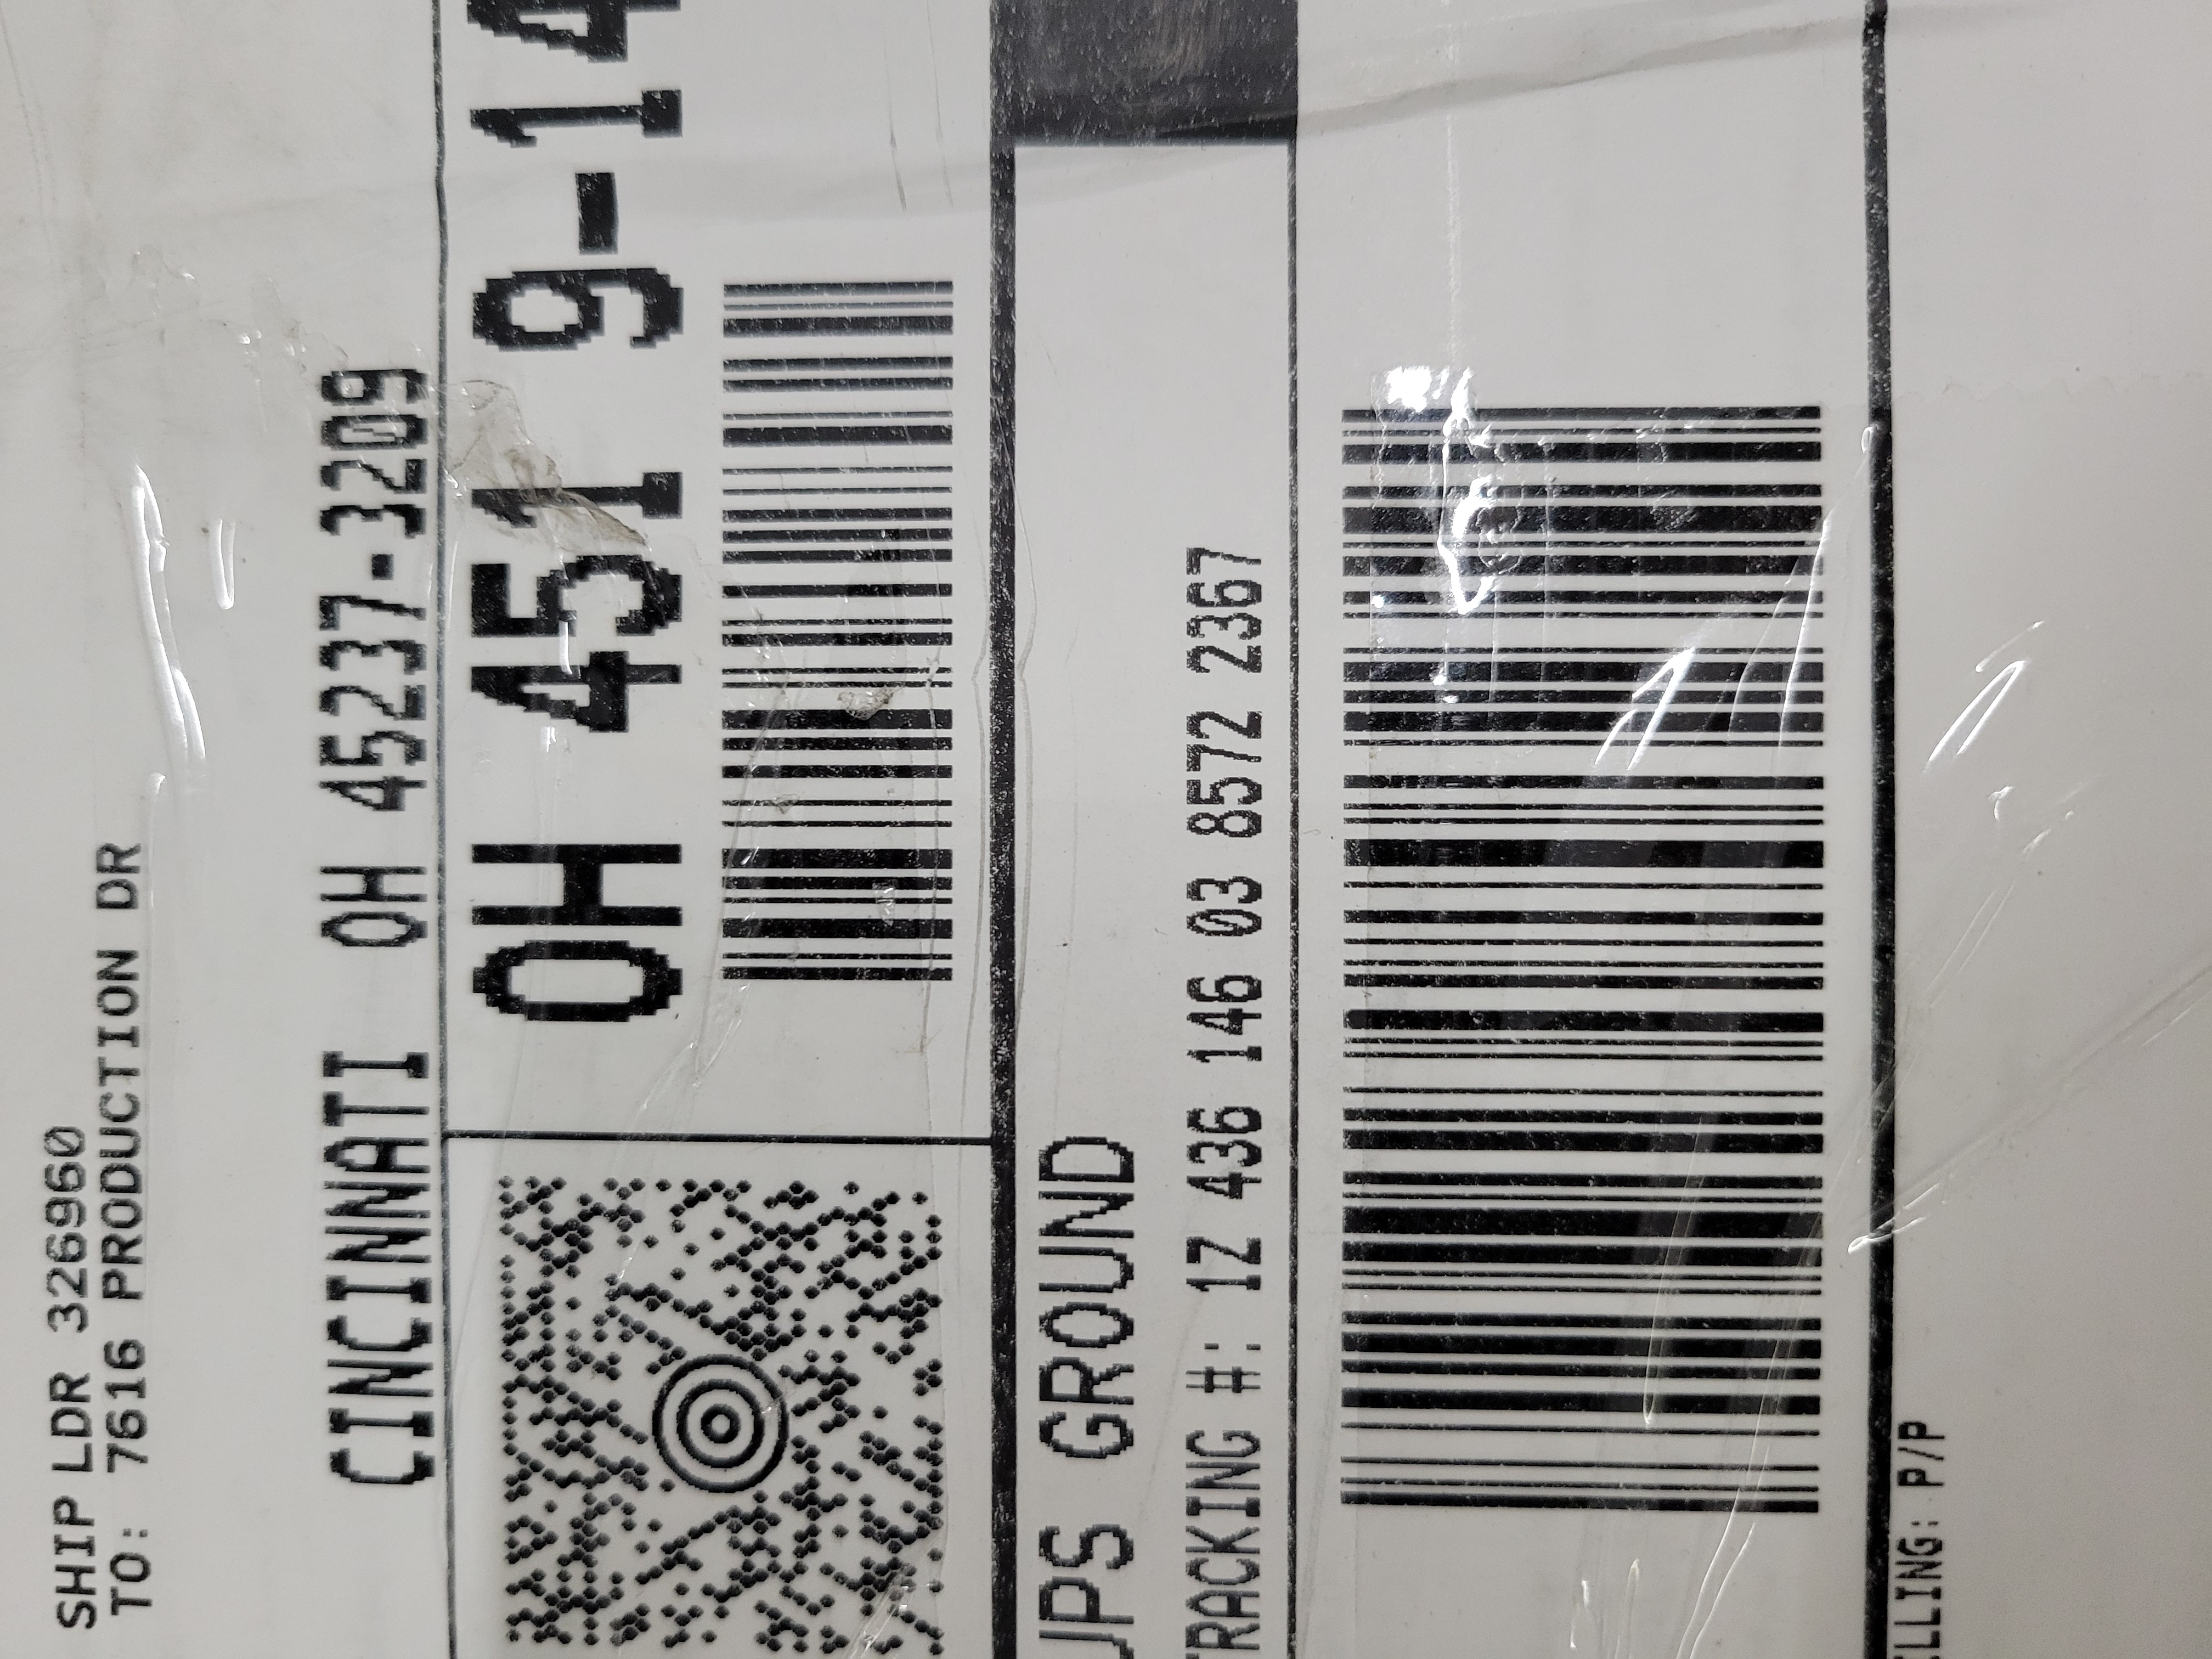 SHIP LDR 326960
TO: 7616 PRODUCTION DR
CINCINNATI OH 45237-3209
OH 451 9-14
UPS GROUND
TRACKING #: 1Z 436 146 03 8572 2367
BILLING: P/P